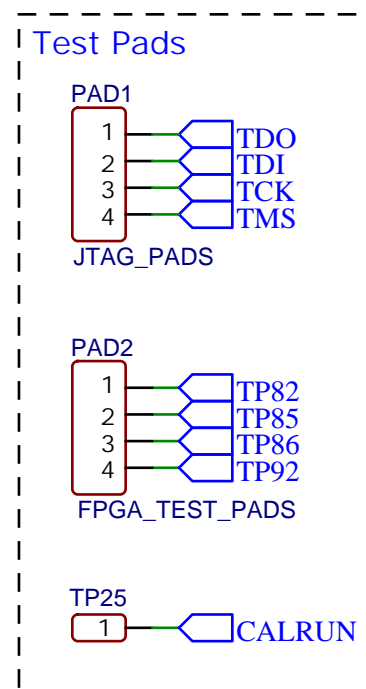 Test Pads
PAD1
1 TDO
2 TDI
3 TCK
4 TMS
JTAG_PADS
PAD2
1 TP82
2 TP85
3 TP86
4 TP92
FPGA_TEST_PADS
TP25
1 CALRUN